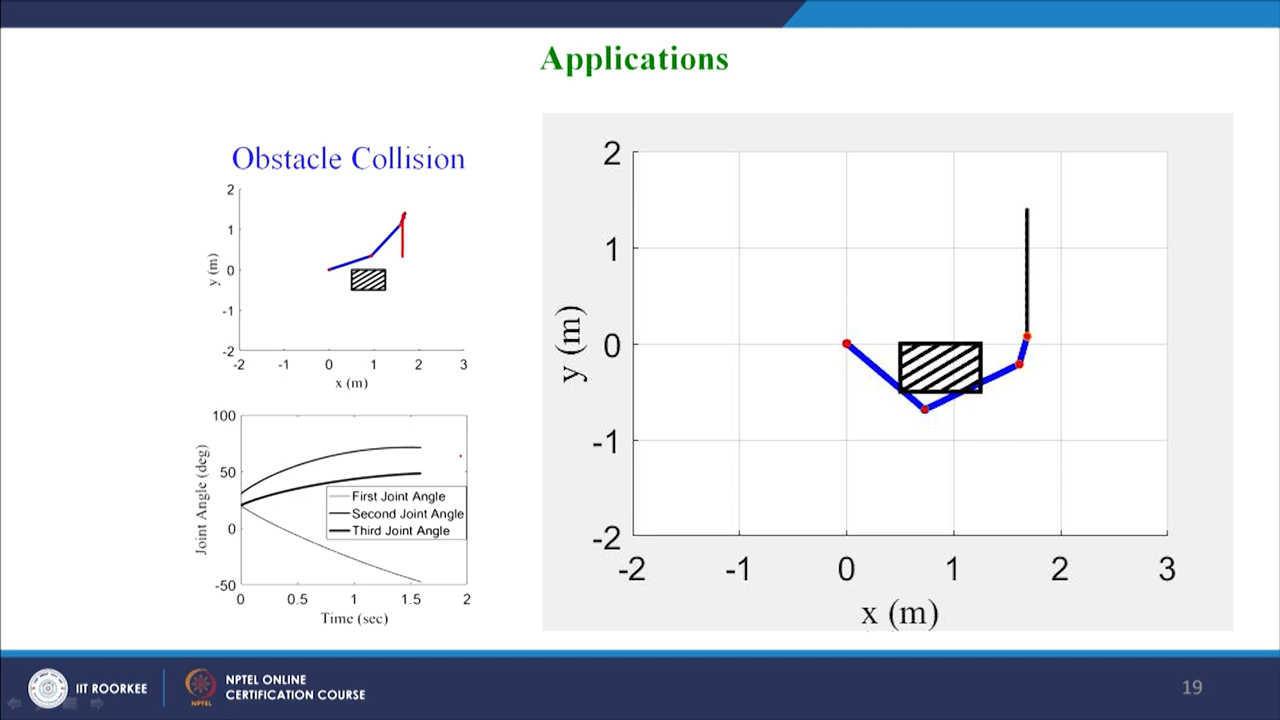 Applications
Obstacle Collision
2
1
0
-1
-2
-2
-1
0
1
2
3
y (m)
x (m)
100
50
0
-50
0
0.5
1
1.5
2
Joint Angle (deg)
First Joint Angle
Second Joint Angle
Third Joint Angle
Time (sec)
2
1
0
-1
-2
-2
-1
0
1
2
3
y (m)
x (m)
IIT ROORKEE
NPTEL
NPTEL ONLINE
CERTIFICATION COURSE
19